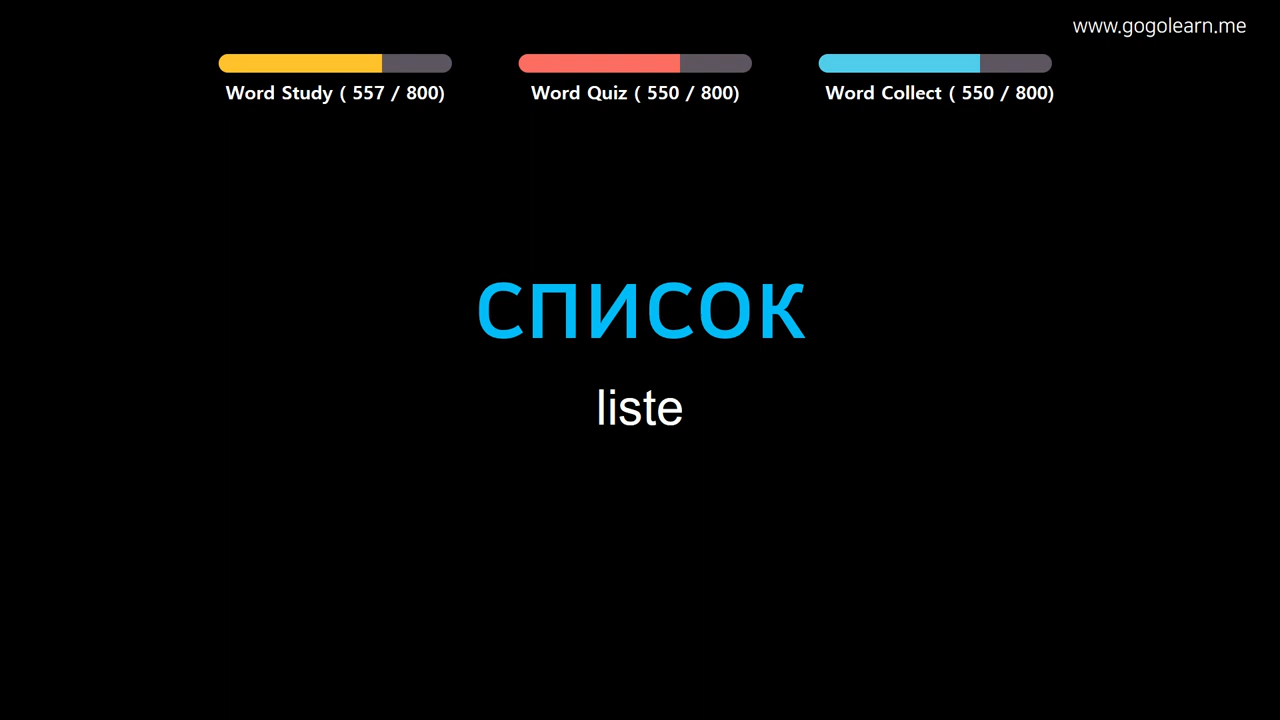 www.gogolearn.me
Word Study ( 557 / 800)
Word Quiz ( 550 / 800)
Word Collect ( 550 / 800)
список
liste